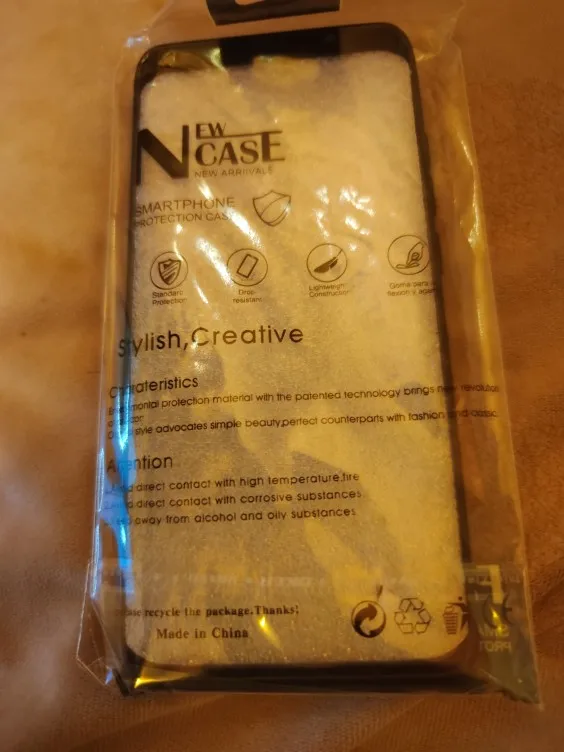 NEW
CASE
NEW ARRIVALS
SMARTPHONE
PROTECTION CASE
Standard
Protection
Drop
resistant
Lightweight
Construction
Stylish,Creative
Charateristics
protection material with the patented technology brings new revolution
style advocates simple beauty,perfect counterparts with fashion and classic.
Attention
direct contact with high temperature,fire
direct contact with corrosive substances
away from alcohol and oily substances
recycle the package.Thanks!
Made in China